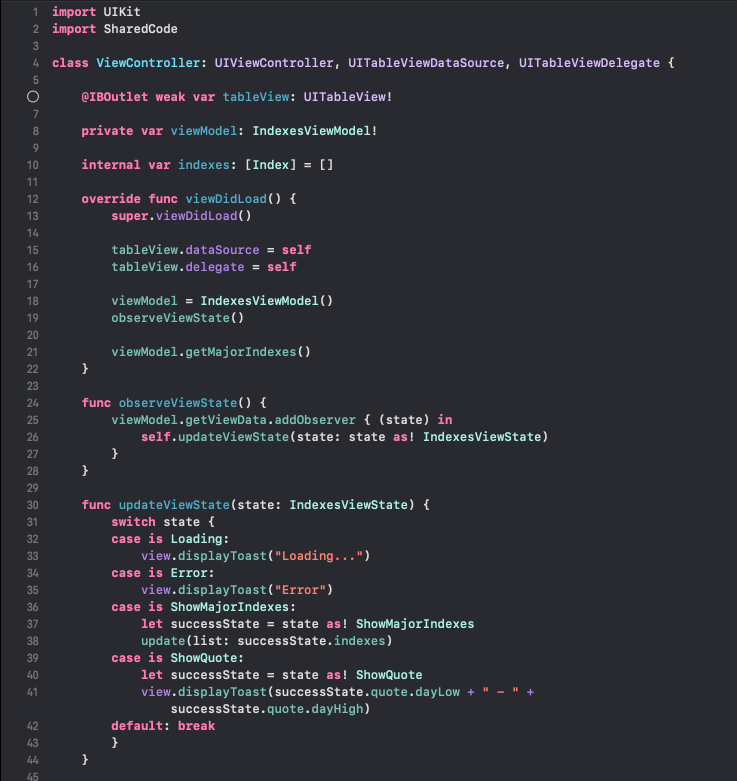 1 import UIKit
2 import SharedCode
3
4 class ViewController: UIViewController, UITableViewDataSource, UITableViewDelegate {
5
@IBOutlet weak var tableView: UITableView!
7
8 private var viewModel: IndexesViewModel!
9
10 internal var indexes: [Index] = []
11
12 override func viewDidLoad() {
13 super.viewDidLoad()
14
15 tableView.dataSource = self
16 tableView.delegate = self
17
18 viewModel = IndexesViewModel()
19 observeViewState()
20
21 viewModel.getMajorIndexes()
22 }
23
24 func observeViewState() {
25 viewModel.getViewData.addObserver { (state) in
26 self.updateViewState(state: state as! IndexesViewState)
27 }
28 }
29
30 func updateViewState(state: IndexesViewState) {
31 switch state {
32 case is Loading:
33 view.displayToast("Loading...")
34 case is Error:
35 view.displayToast("Error")
36 case is ShowMajorIndexes:
37 let successState = state as! ShowMajorIndexes
38 update(list: successState.indexes)
39 case is ShowQuote:
40 let successState = state as! ShowQuote
41 view.displayToast(successState.quote.dayLow + " - " +
successState.quote.dayHigh)
42 default: break
43 }
44 }
45